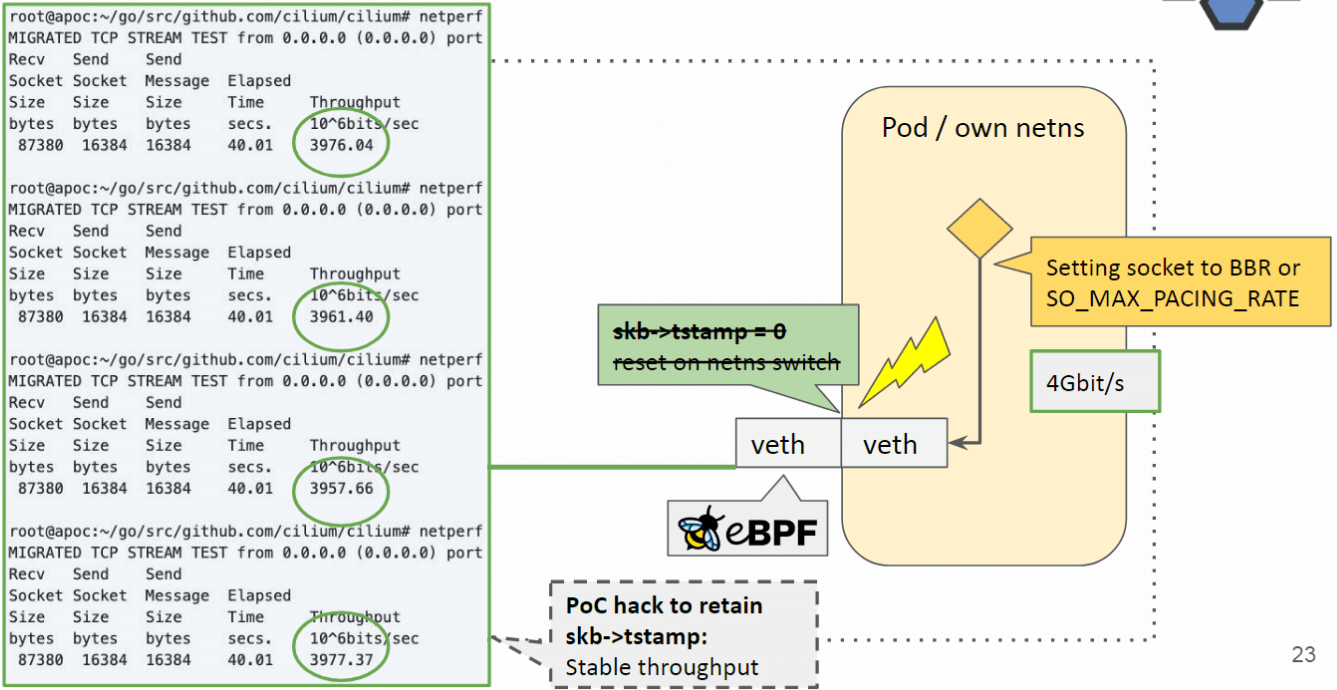 root@apoc:~/go/src/github.com/cilium/cilium# netperf
MIGRATED TCP STREAM TEST from 0.0.0.0 (0.0.0.0) port
Recv Send Send
Socket Socket Message Elapsed
Size Size Size Time Throughput
bytes bytes bytes secs. 10^6bits/sec
87380 16384 16384 40.01 3976.04
root@apoc:~/go/src/github.com/cilium/cilium# netperf
MIGRATED TCP STREAM TEST from 0.0.0.0 (0.0.0.0) port
Recv Send Send
Socket Socket Message Elapsed
Size Size Size Time Throughput
bytes bytes bytes secs. 10^6bits/sec
87380 16384 16384 40.01 3961.40
root@apoc:~/go/src/github.com/cilium/cilium# netperf
MIGRATED TCP STREAM TEST from 0.0.0.0 (0.0.0.0) port
Recv Send Send
Socket Socket Message Elapsed
Size Size Size Time Throughput
bytes bytes bytes secs. 10^6bits/sec
87380 16384 16384 40.01 3957.66
root@apoc:~/go/src/github.com/cilium/cilium# netperf
MIGRATED TCP STREAM TEST from 0.0.0.0 (0.0.0.0) port
Recv Send Send
Socket Socket Message Elapsed
Size Size Size Time Throughput
bytes bytes bytes secs. 10^6bits/sec
87380 16384 16384 40.01 3977.37
Pod / own netns
Setting socket to BBR or
SO_MAX_PACING_RATE
skb->tstamp = 0
reset on netns switch
4Gbit/s
veth
veth
eBPF
PoC hack to retain
skb->tstamp:
Stable throughput
23